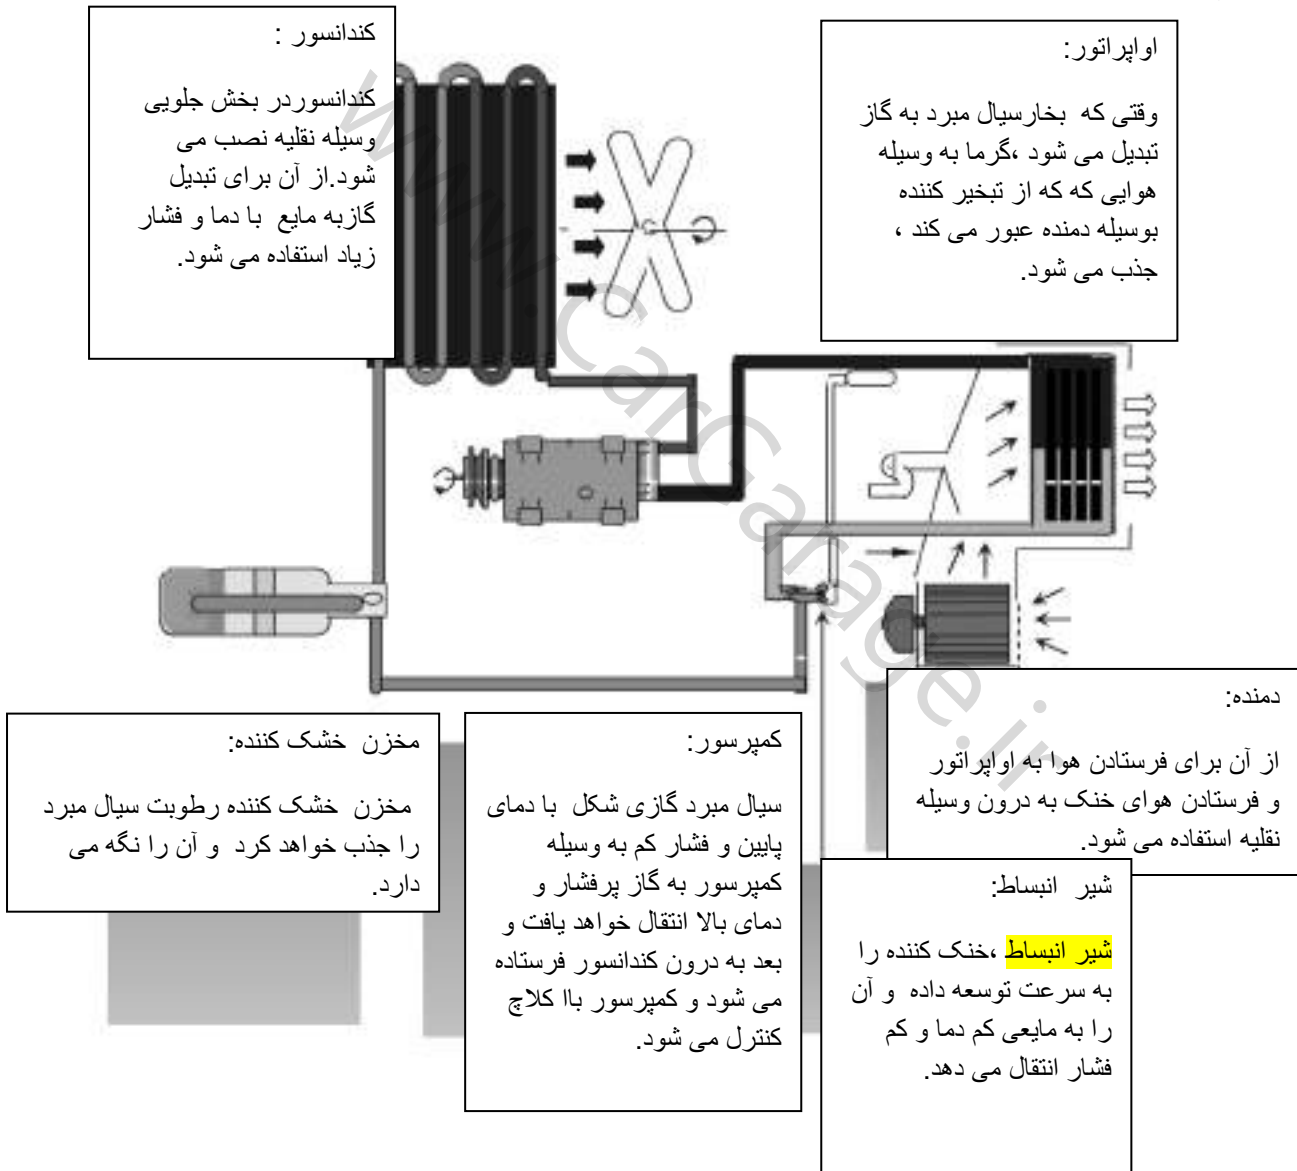 کندانسور :
کندانسوردر بخش جلویی
وسیله نقلیه نصب می
شود.از آن برای تبدیل
گازبه مایع با دما و فشار
زیاد استفاده می شود.
اواپراتور:
وقتی که بخارسیال مبرد به گاز
تبدیل می شود ،گرما به وسیله
هوایی که که از تبخیر کننده
بوسیله دمنده عبور می کند ،
جذب می شود.
دمنده:
از آن برای فرستادن هوا به اواپراتور
و فرستادن هوای خنک به درون وسیله
نقلیه استفاده می شود.
مخزن خشک کننده:
مخزن خشک کننده رطوبت سیال مبرد
را جذب خواهد کرد و آن را نگه می
دارد.
کمپرسور:
سیال مبرد گازی شکل با دمای
پایین و فشار کم به وسیله
کمپرسور به گاز پرفشار و
دمای بالا انتقال خواهد یافت و
بعد به درون کندانسور فرستاده
می شود و کمپرسور باا کلاچ
کنترل می شود.
شیر انبساط:
شیر انبساط ،خنک کننده را
به سرعت توسعه داده و آن
را به مایعی کم دما و کم
فشار انتقال می دهد.
www.CarGarage.ir